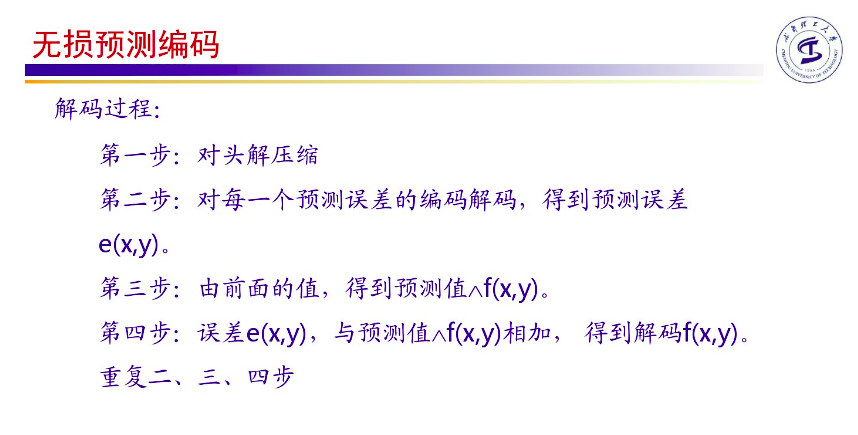 无损预测编码
解码过程：
第一步：对头解压缩
第二步：对每一个预测误差的编码解码，得到预测误差
e(x,y)。
第三步：由前面的值，得到预测值∧f(x,y)。
第四步：误差e(x,y)，与预测值∧f(x,y)相加， 得到解码f(x,y)。
重复二、三、四步